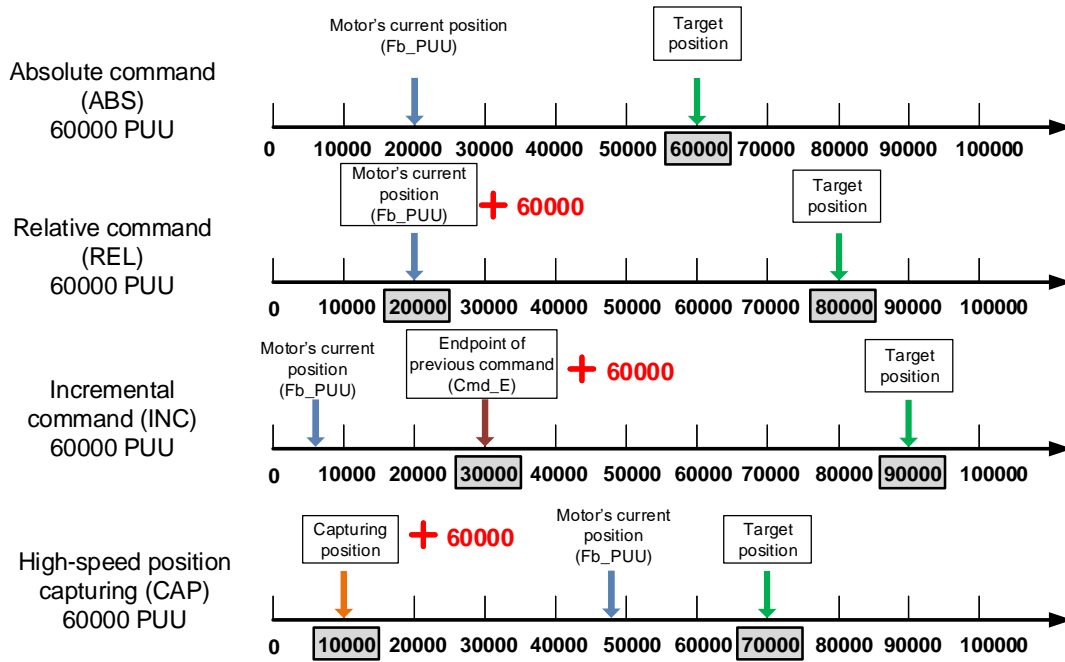 Motor's current position
(Fb_PUU)
Target
position
Absolute command
(ABS)
60000 PUU
0 10000 20000 30000 40000 50000 60000 70000 80000 90000 100000
Motor's current
position
(Fb_PUU)
+ 60000
Target
position
Relative command
(REL)
60000 PUU
0 10000 20000 30000 40000 50000 60000 70000 80000 90000 100000
Motor's current
position
(Fb_PUU)
Endpoint of
previous command
(Cmd_E)
+ 60000
Target
position
Incremental
command (INC)
60000 PUU
0 10000 20000 30000 40000 50000 60000 70000 80000 90000 100000
Capturing
position
+ 60000
Motor's current
position
(Fb_PUU)
Target
position
High-speed position
capturing (CAP)
60000 PUU
0 10000 20000 30000 40000 50000 60000 70000 80000 90000 100000